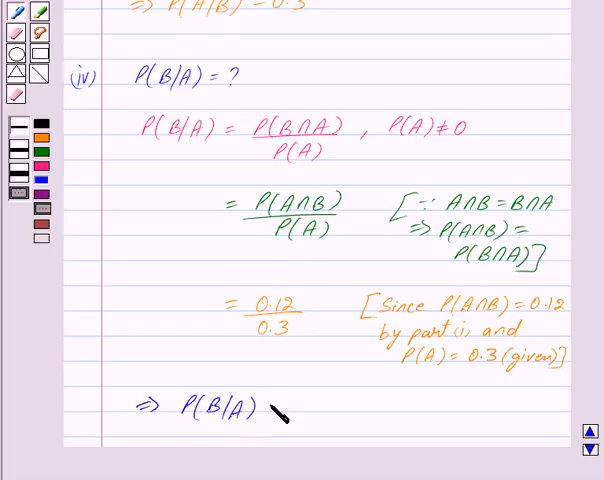 ⇒ P(A/B) = 0.3
(iv) P(B/A) = ?
P(B/A) = P(B∩A) / P(A) , P(A) ≠ 0
= P(A∩B) / P(A) [∵ A∩B = B∩A
⇒ P(A∩B) =
P(B∩A)]
= 0.12 / 0.3 [Since P(A∩B) = 0.12
by part (i) and
P(A) = 0.3 (given)]
⇒ P(B/A)